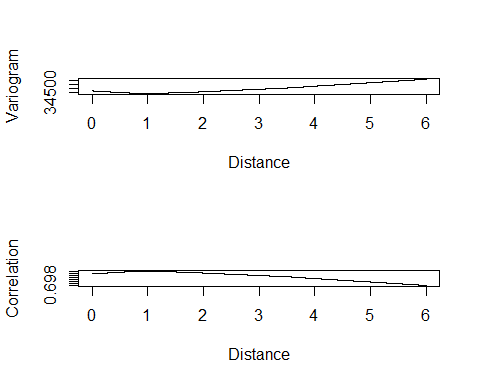 Variogram
34500
0 1 2 3 4 5 6
Distance
Correlation
0.698
0 1 2 3 4 5 6
Distance